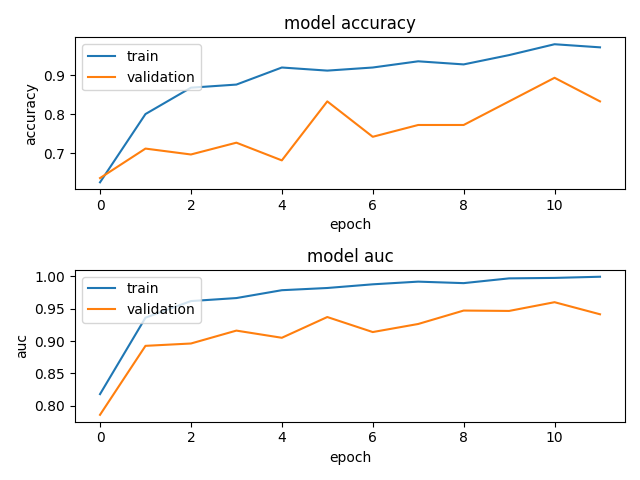 model accuracy
train
validation
0.9
0.8
0.7
accuracy
0 2 4 6 8 10
epoch
model auc
train
validation
1.00
0.95
0.90
0.85
0.80
auc
0 2 4 6 8 10
epoch